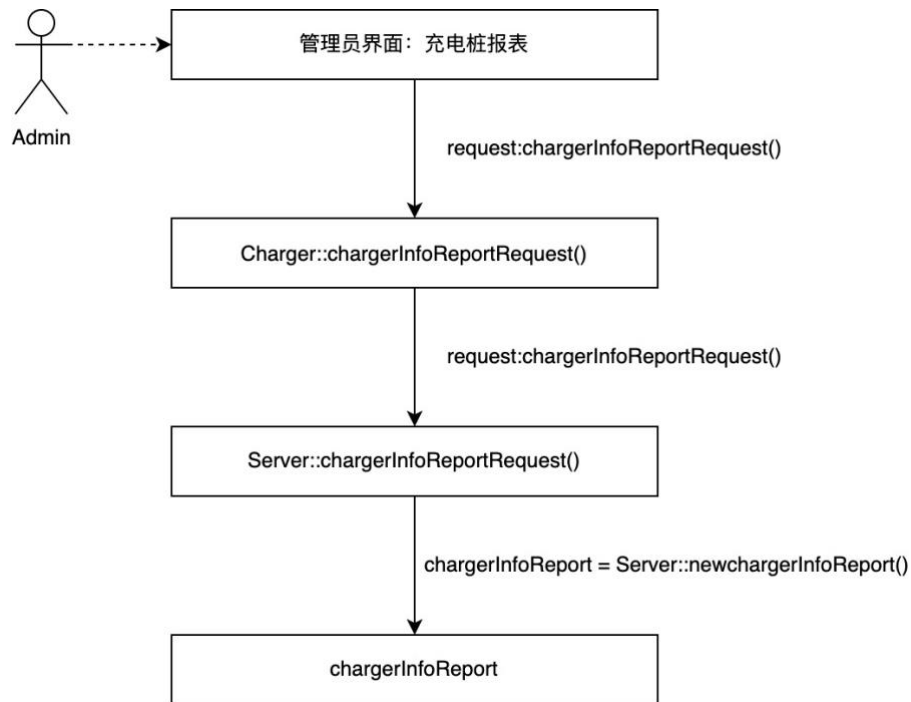 管理员界面：充电桩报表
Admin
request:chargerInfoReportRequest()
Charger::chargerInfoReportRequest()
request:chargerInfoReportRequest()
Server::chargerInfoReportRequest()
chargerInfoReport = Server::newchargerInfoReport()
chargerInfoReport